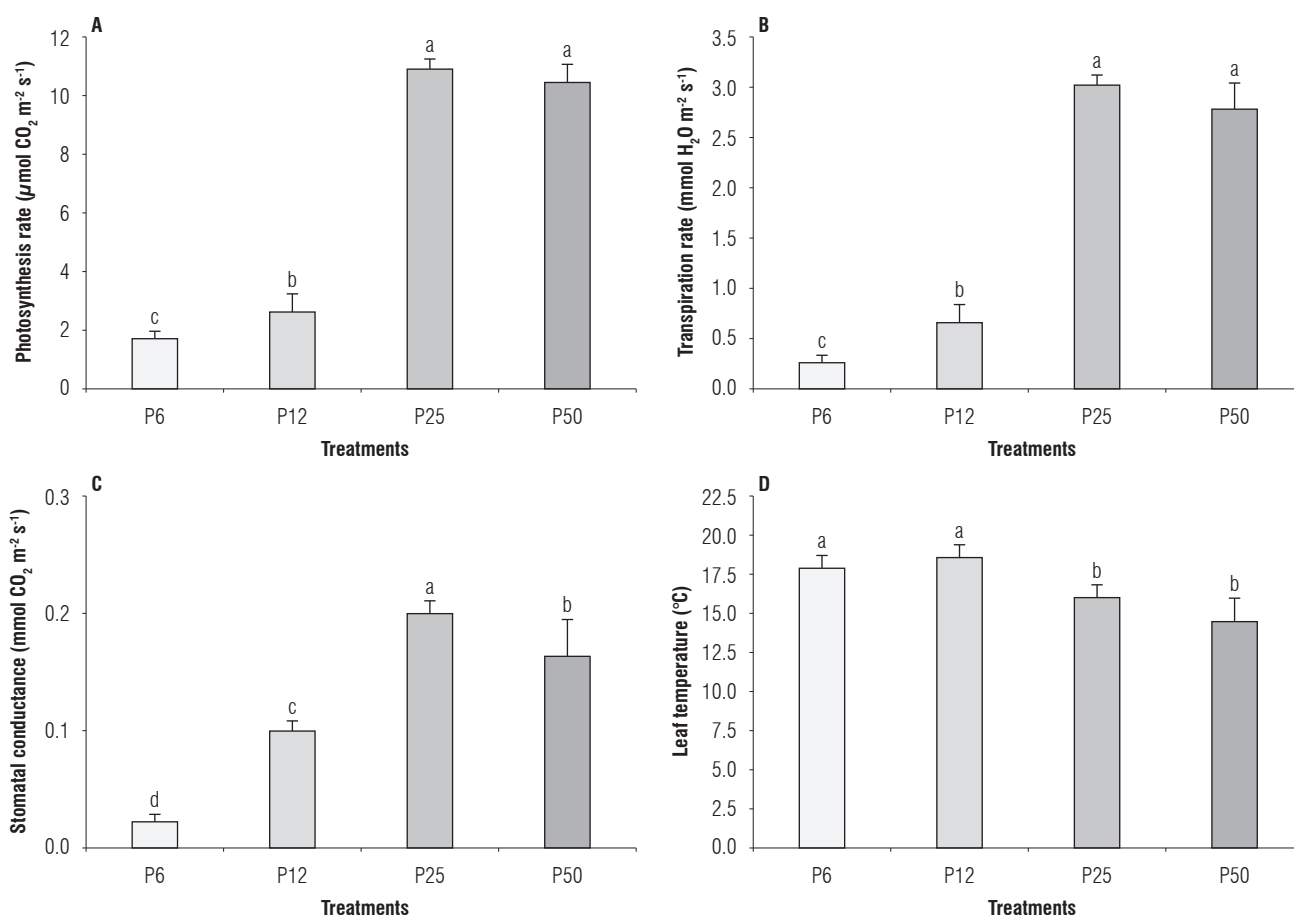 A
Photosynthesis rate (µmol CO₂ m⁻² s⁻¹)
12
10
8
6
4
2
0
c
b
a
a
P6 P12 P25 P50
Treatments
B
Transpiration rate (mmol H₂O m⁻² s⁻¹)
3.5
3.0
2.5
2.0
1.5
1.0
0.5
0.0
c
b
a
a
P6 P12 P25 P50
Treatments
C
Stomatal conductance (mmol CO₂ m⁻² s⁻¹)
0.3
0.2
0.1
0.0
d
c
a
b
P6 P12 P25 P50
Treatments
D
Leaf temperature (°C)
22.5
20.0
17.5
15.0
12.5
10.0
7.5
5.0
2.5
0.0
a
a
b
b
P6 P12 P25 P50
Treatments